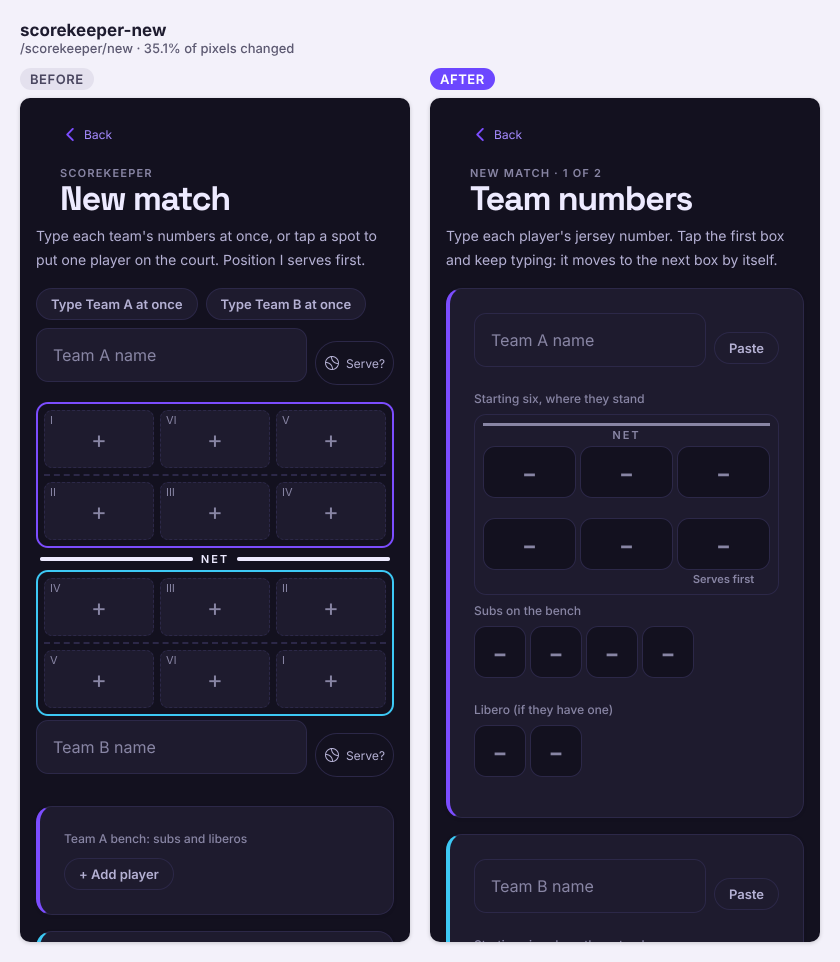 scorekeeper-new
/scorekeeper/new · 35.1% of pixels changed
BEFORE
Back
SCOREKEEPER
New match
Type each team's numbers at once, or tap a spot to
put one player on the court. Position I serves first.
Type Team A at once
Type Team B at once
Team A name
Serve?
I
VI
V
+
+
+
II
III
IV
+
+
+
NET
IV
III
II
+
+
+
V
VI
I
+
+
+
Team B name
Serve?
Team A bench: subs and liberos
+ Add player
AFTER
Back
NEW MATCH · 1 OF 2
Team numbers
Type each player's jersey number. Tap the first box
and keep typing: it moves to the next box by itself.
Team A name
Paste
Starting six, where they stand
NET
–
–
–
–
–
–
Serves first
Subs on the bench
–
–
–
–
Libero (if they have one)
–
–
Team B name
Paste